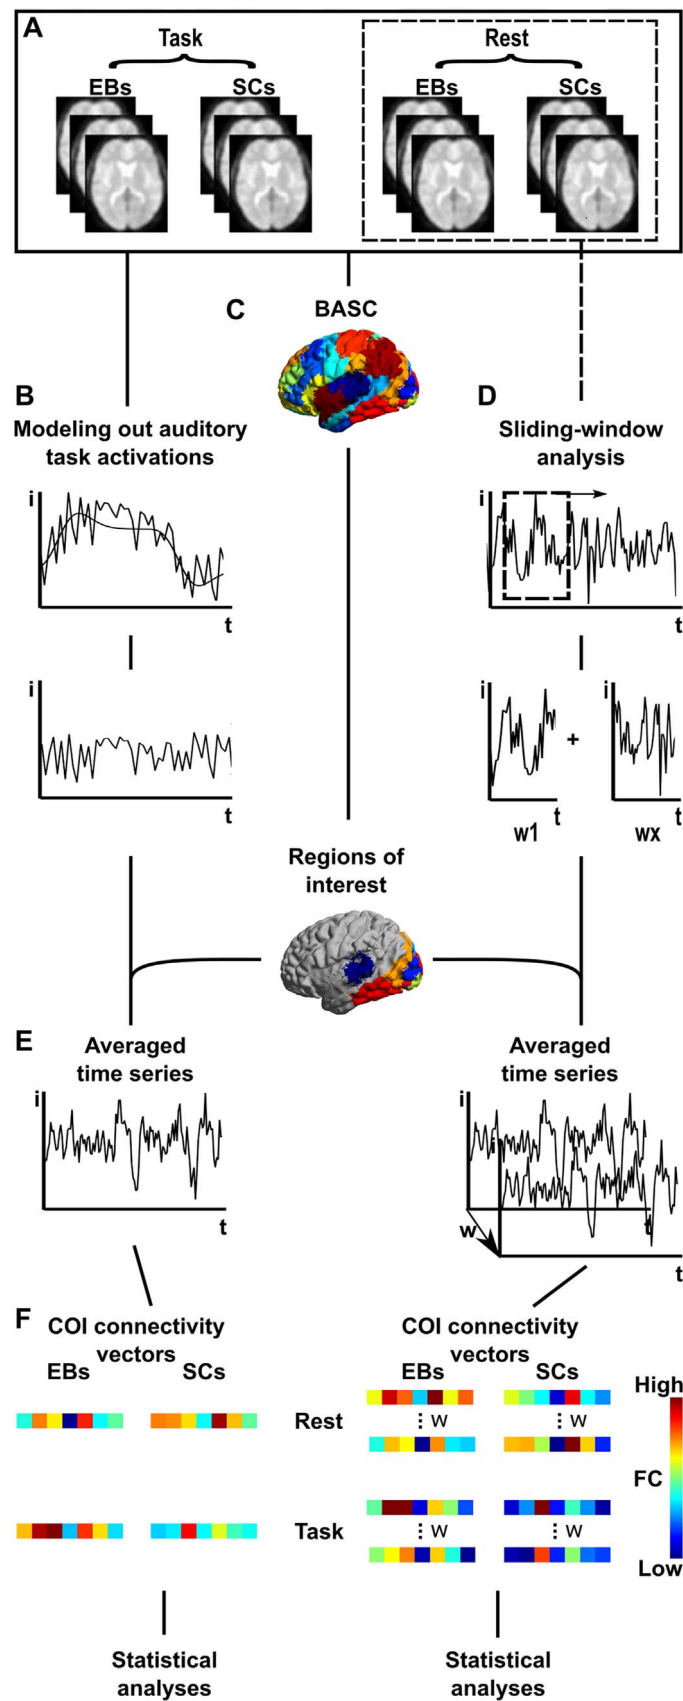 A
Task
Rest
EBs
SCs
EBs
SCs
C
BASC
B
D
Modeling out auditory
task activations
Sliding-window
analysis
i
t
i
t
i
t
i
t
w1
+
i
t
wx
Regions of
interest
E
Averaged
time series
Averaged
time series
i
t
i
t
w
i
t
F
COI connectivity
vectors
EBs
SCs
COI connectivity
vectors
EBs
SCs
High
Rest
w
w
FC
Task
w
w
Low
Statistical
analyses
Statistical
analyses